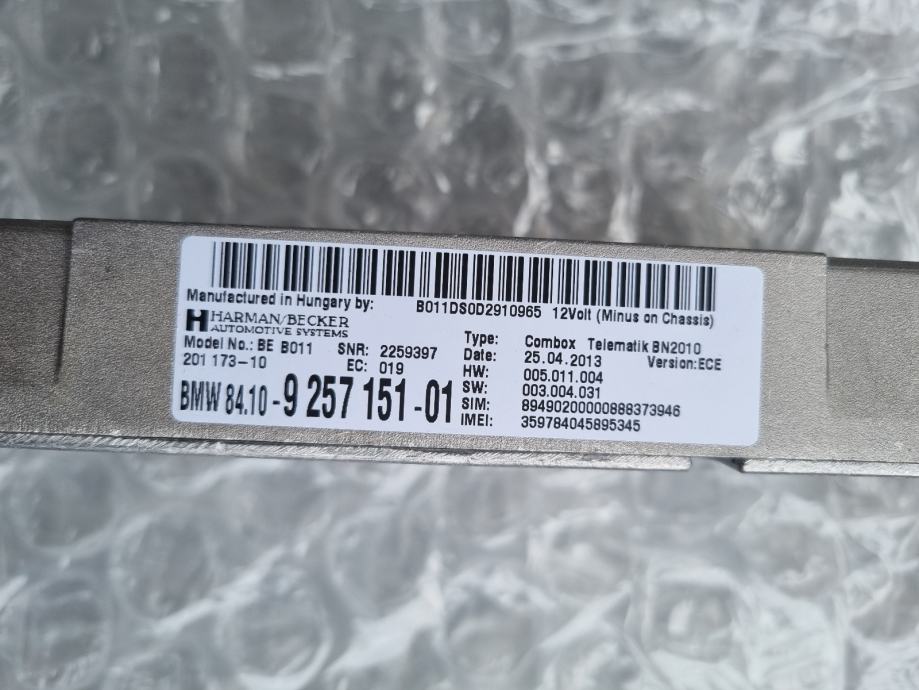 B011DS0D2910965 12Volt (Minus on Chassis)
Manufactured in Hungary by:
HARMAN/BECKER
AUTOMOTIVE SYSTEMS
Model No.: BE B011 SNR: 2259397
201 173-10 EC: 019
BMW 84.10 - 9 257 151 - 01
Type: Combox Telematik BN2010
Date: 25.04.2013 Version:ECE
HW: 005.011.004
SW: 003.004.031
SIM: 89490200000888373946
IMEI: 359784045895345